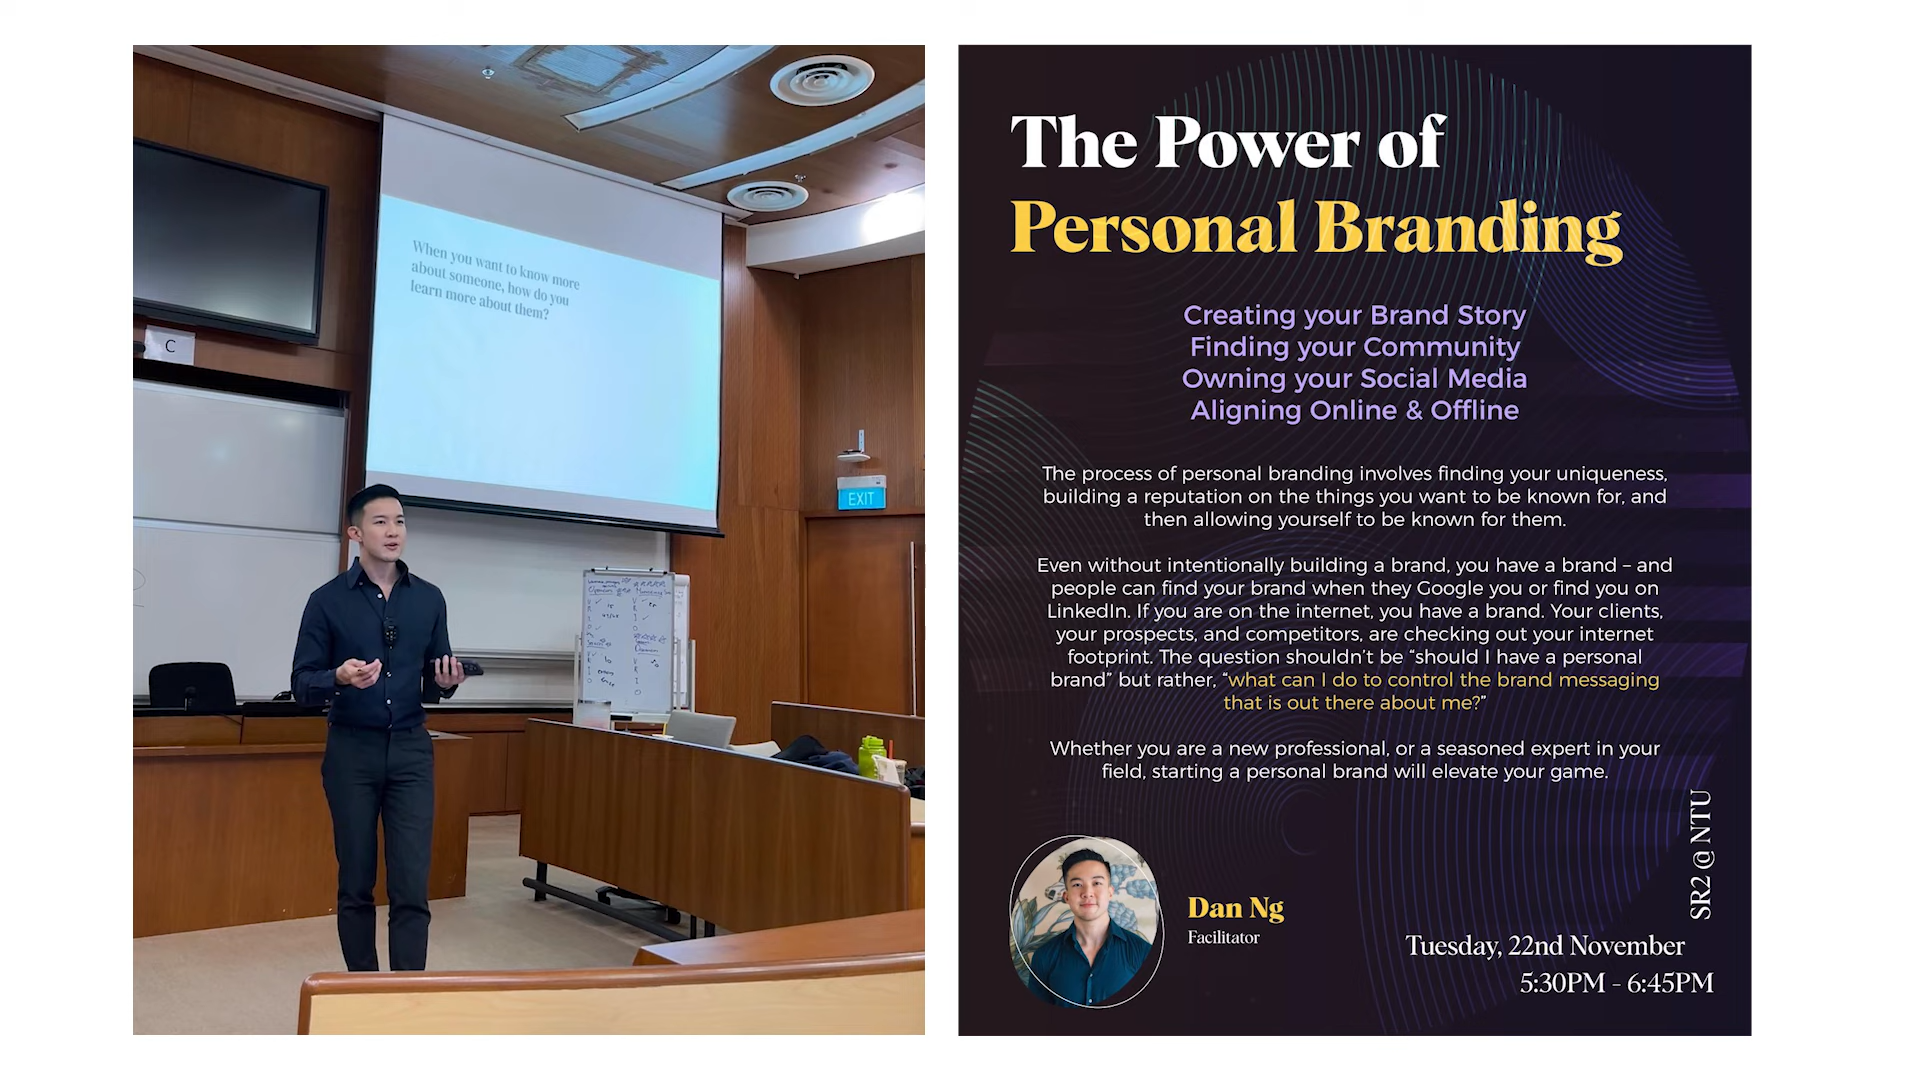 When you want to know more
about someone, how do you
learn more about them?
C
EXIT
The Power of
Personal Branding
Creating your Brand Story
Finding your Community
Owning your Social Media
Aligning Online & Offline
The process of personal branding involves finding your uniqueness,
building a reputation on the things you want to be known for, and
then allowing yourself to be known for them.
Even without intentionally building a brand, you have a brand – and
people can find your brand when they Google you or find you on
LinkedIn. If you are on the internet, you have a brand. Your clients,
your prospects, and competitors, are checking out your internet
footprint. The question shouldn't be “should I have a personal
brand” but rather, “what can I do to control the brand messaging
that is out there about me?”
Whether you are a new professional, or a seasoned expert in your
field, starting a personal brand will elevate your game.
SR2 @ NTU
Dan Ng
Facilitator
Tuesday, 22nd November
5:30PM - 6:45PM